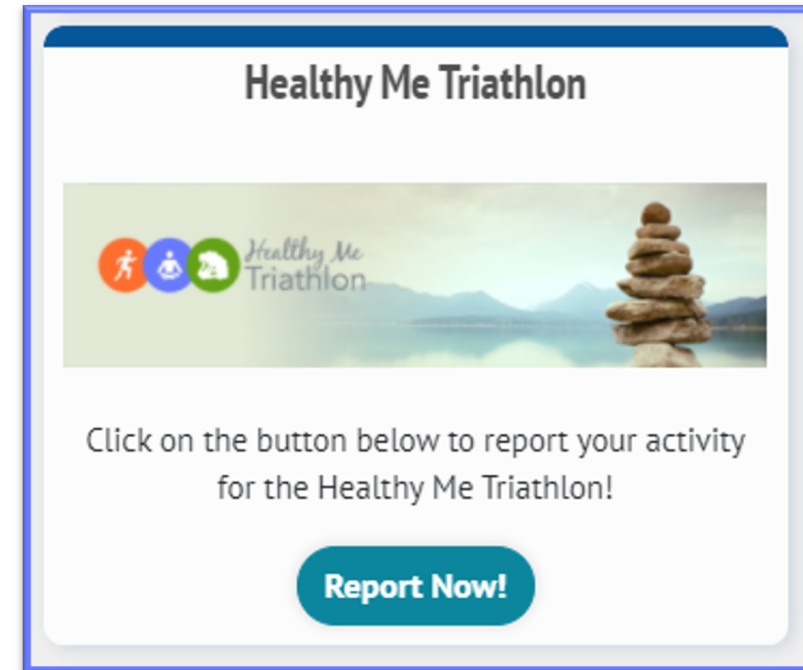 Healthy Me Triathlon
Healthy Me
Triathlon
Click on the button below to report your activity
for the Healthy Me Triathlon!
Report Now!